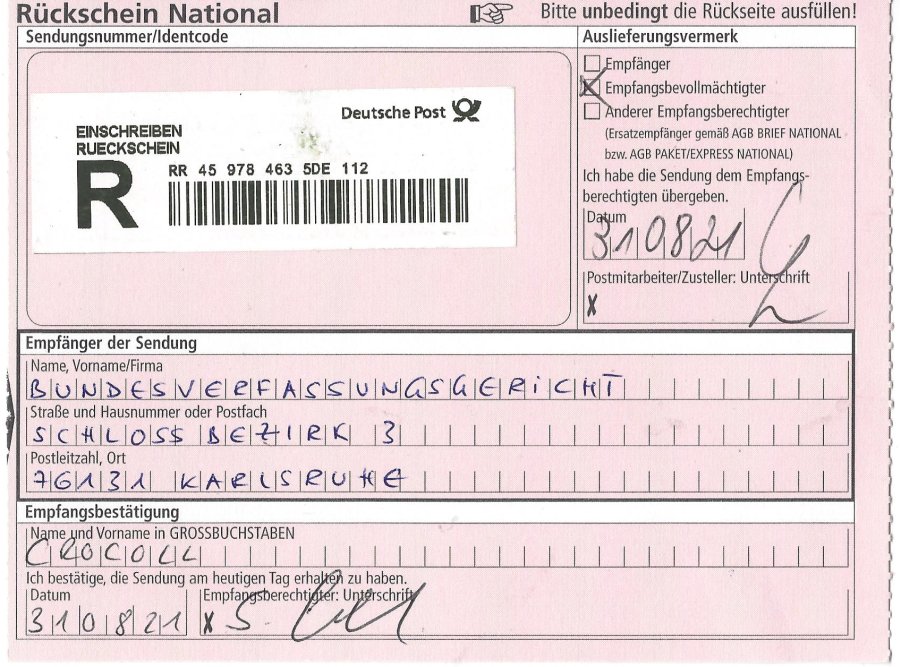 Rückschein National
Bitte unbedingt die Rückseite ausfüllen!
Sendungsnummer/Identcode
Deutsche Post
EINSCHREIBEN
RUECKSCHEIN
R
RR 45 978 463 5DE 112
Auslieferungsvermerk
Empfänger
X Empfangsbevollmächtigter
Anderer Empfangsberechtigter
(Ersatzempfänger gemäß AGB BRIEF NATIONAL
bzw. AGB PAKET/EXPRESS NATIONAL)
Ich habe die Sendung dem Empfangs-
berechtigten übergeben.
Datum
310821
Postmitarbeiter/Zusteller: Unterschrift
x
Empfänger der Sendung
Name, Vorname/Firma
BUNDESVERFASSUNGSGERICHT
Straße und Hausnummer oder Postfach
SCHLOSSBEZIRK 3
Postleitzahl, Ort
76131 KARLSRUHE
Empfangsbestätigung
Name und Vorname in GROSSBUCHSTABEN
CROCOLL
Ich bestätige, die Sendung am heutigen Tag erhalten zu haben.
Datum
Empfangsberechtigter: Unterschrift
310821
x S.